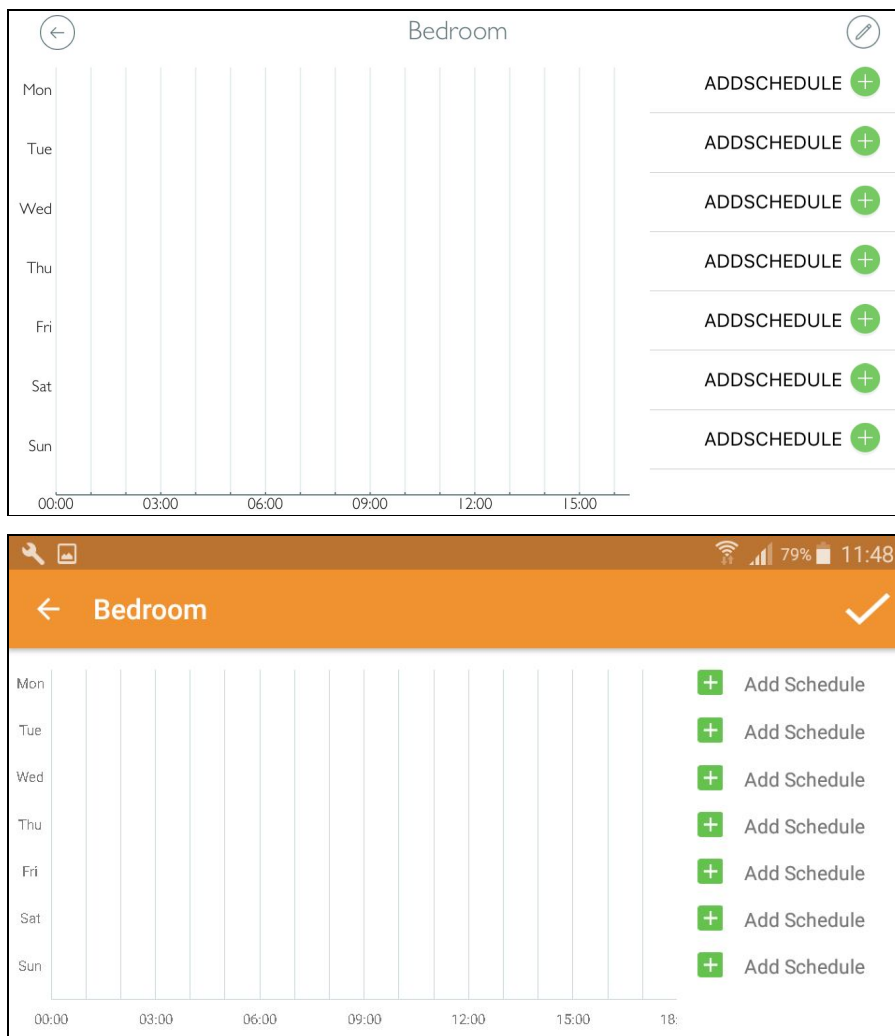 Bedroom
Mon ADDSCHEDULE
Tue ADDSCHEDULE
Wed ADDSCHEDULE
Thu ADDSCHEDULE
Fri ADDSCHEDULE
Sat ADDSCHEDULE
Sun ADDSCHEDULE
00:00 03:00 06:00 09:00 12:00 15:00
79% 11:48
Bedroom
Mon Add Schedule
Tue Add Schedule
Wed Add Schedule
Thu Add Schedule
Fri Add Schedule
Sat Add Schedule
Sun Add Schedule
00:00 03:00 06:00 09:00 12:00 15:00 18: